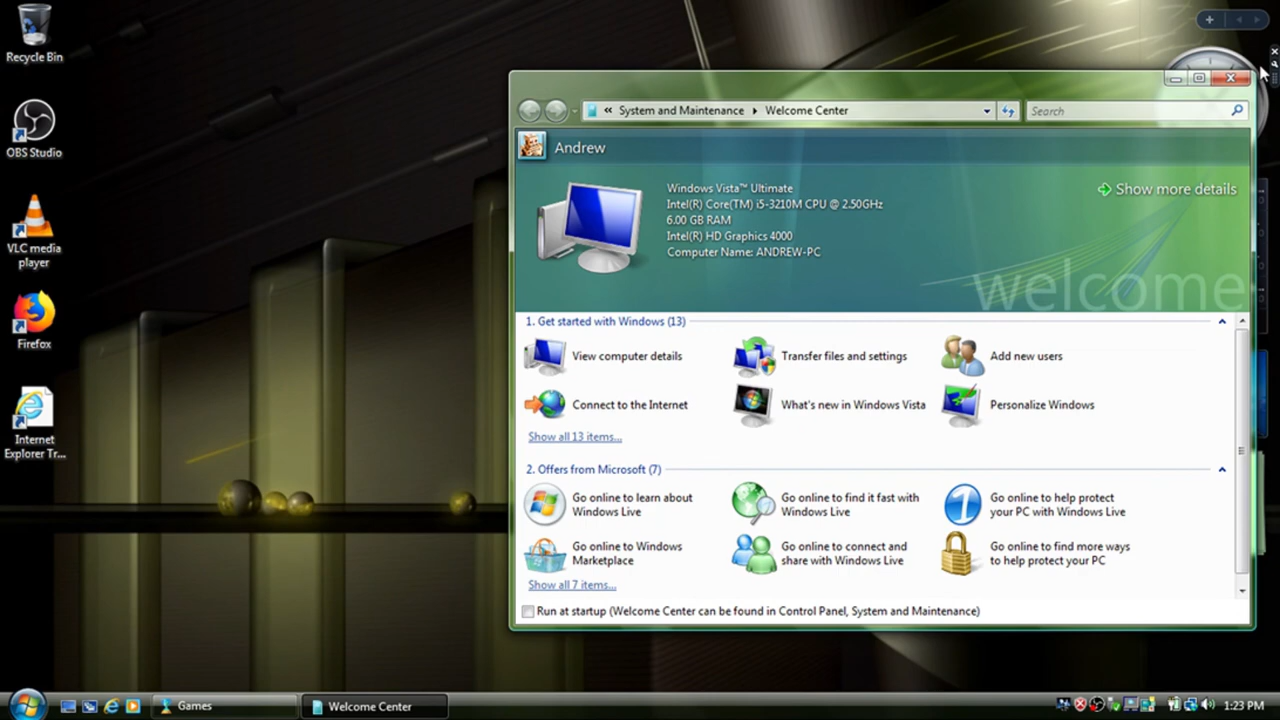 Recycle Bin
OBS Studio
VLC media
player
Firefox
Internet
Explorer Tr...
« System and Maintenance
Welcome Center
Search
Andrew
Windows Vista™ Ultimate
Intel(R) Core(TM) i5-3210M CPU @ 2.50GHz
6.00 GB RAM
Intel(R) HD Graphics 4000
Computer Name: ANDREW-PC
Show more details
welcome
1. Get started with Windows (13)
View computer details
Transfer files and settings
Add new users
Connect to the Internet
What's new in Windows Vista
Personalize Windows
Show all 13 items...
2. Offers from Microsoft (7)
Go online to learn about
Windows Live
Go online to find it fast with
Windows Live
Go online to help protect
your PC with Windows Live
Go online to Windows
Marketplace
Go online to connect and
share with Windows Live
Go online to find more ways
to help protect your PC
Show all 7 items...
Run at startup (Welcome Center can be found in Control Panel, System and Maintenance)
Games
Welcome Center
1:23 PM